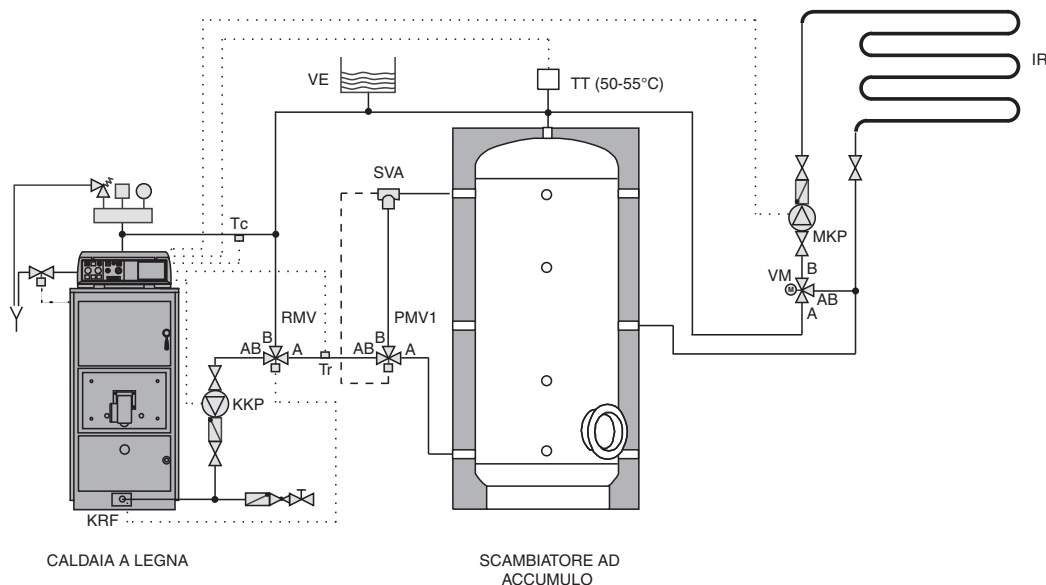 VE
TT (50-55°C)
IR
SVA
Tc
MKP
VM
M
B
AB
A
RMV
PMV1
B
B
AB
A
AB
A
Tr
KKP
KRF
CALDAIA A LEGNA
SCAMBIATORE AD
ACCUMULO